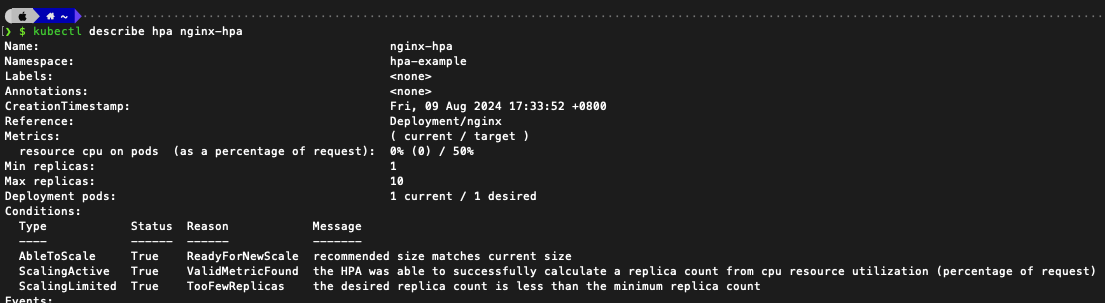 ~
$ kubectl describe hpa nginx-hpa
Name: nginx-hpa
Namespace: hpa-example
Labels: <none>
Annotations: <none>
CreationTimestamp: Fri, 09 Aug 2024 17:33:52 +0800
Reference: Deployment/nginx
Metrics: ( current / target )
resource cpu on pods (as a percentage of request): 0% (0) / 50%
Min replicas: 1
Max replicas: 10
Deployment pods: 1 current / 1 desired
Conditions:
Type Status Reason Message
---- ------ ------ -------
AbleToScale True ReadyForNewScale recommended size matches current size
ScalingActive True ValidMetricFound the HPA was able to successfully calculate a replica count from cpu resource utilization (percentage of request)
ScalingLimited True TooFewReplicas the desired replica count is less than the minimum replica count
Events: